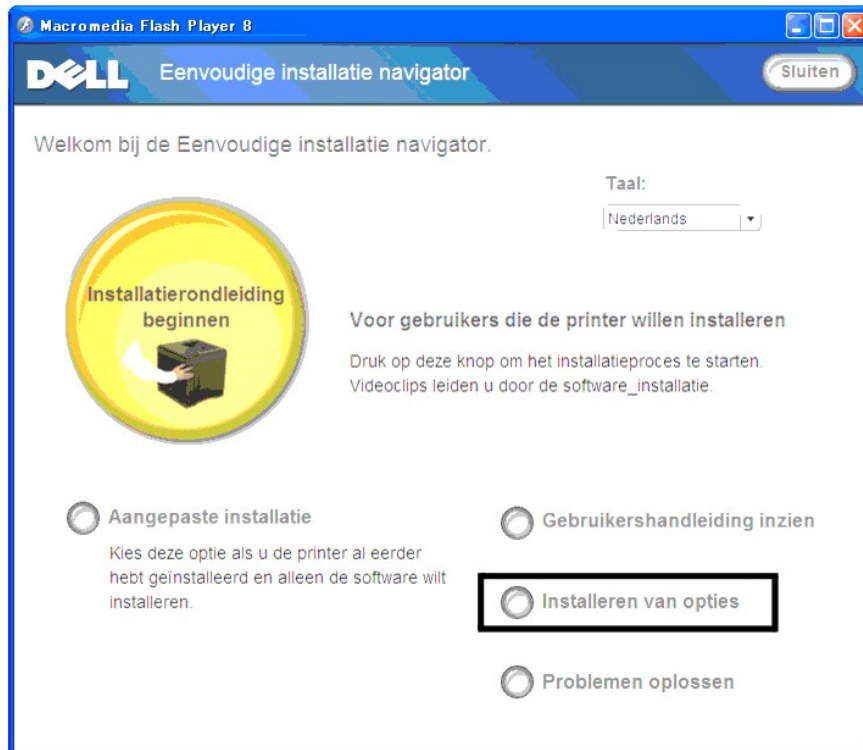 Macromedia Flash Player 8
DELL Eenvoudige installatie navigator
Sluiten
Welkom bij de Eenvoudige installatie navigator.
Taal:
Nederlands
Installatierondleiding
beginnen
Voor gebruikers die de printer willen installeren
Druk op deze knop om het installatieproces te starten.
Videoclips leiden u door de software_installatie.
Aangepaste installatie
Kies deze optie als u de printer al eerder
hebt geïnstalleerd en alleen de software wilt
installeren.
Gebruikershandleiding inzien
Installeren van opties
Problemen oplossen